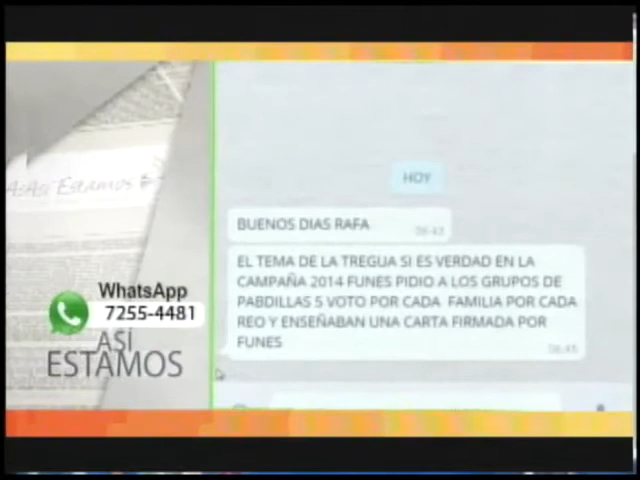 ESTAMOS
HOY
BUENOS DIAS RAFA
06:43
EL TEMA DE LA TREGUA SI ES VERDAD EN LA
CAMPAÑA 2014 FUNES PIDIO A LOS GRUPOS DE
PABDILLAS 5 VOTO POR CADA FAMILIA POR CADA
REO Y ENSEÑABAN UNA CARTA FIRMADA POR
FUNES
06:45
WhatsApp
7255-4481
ASÍ
ESTAMOS